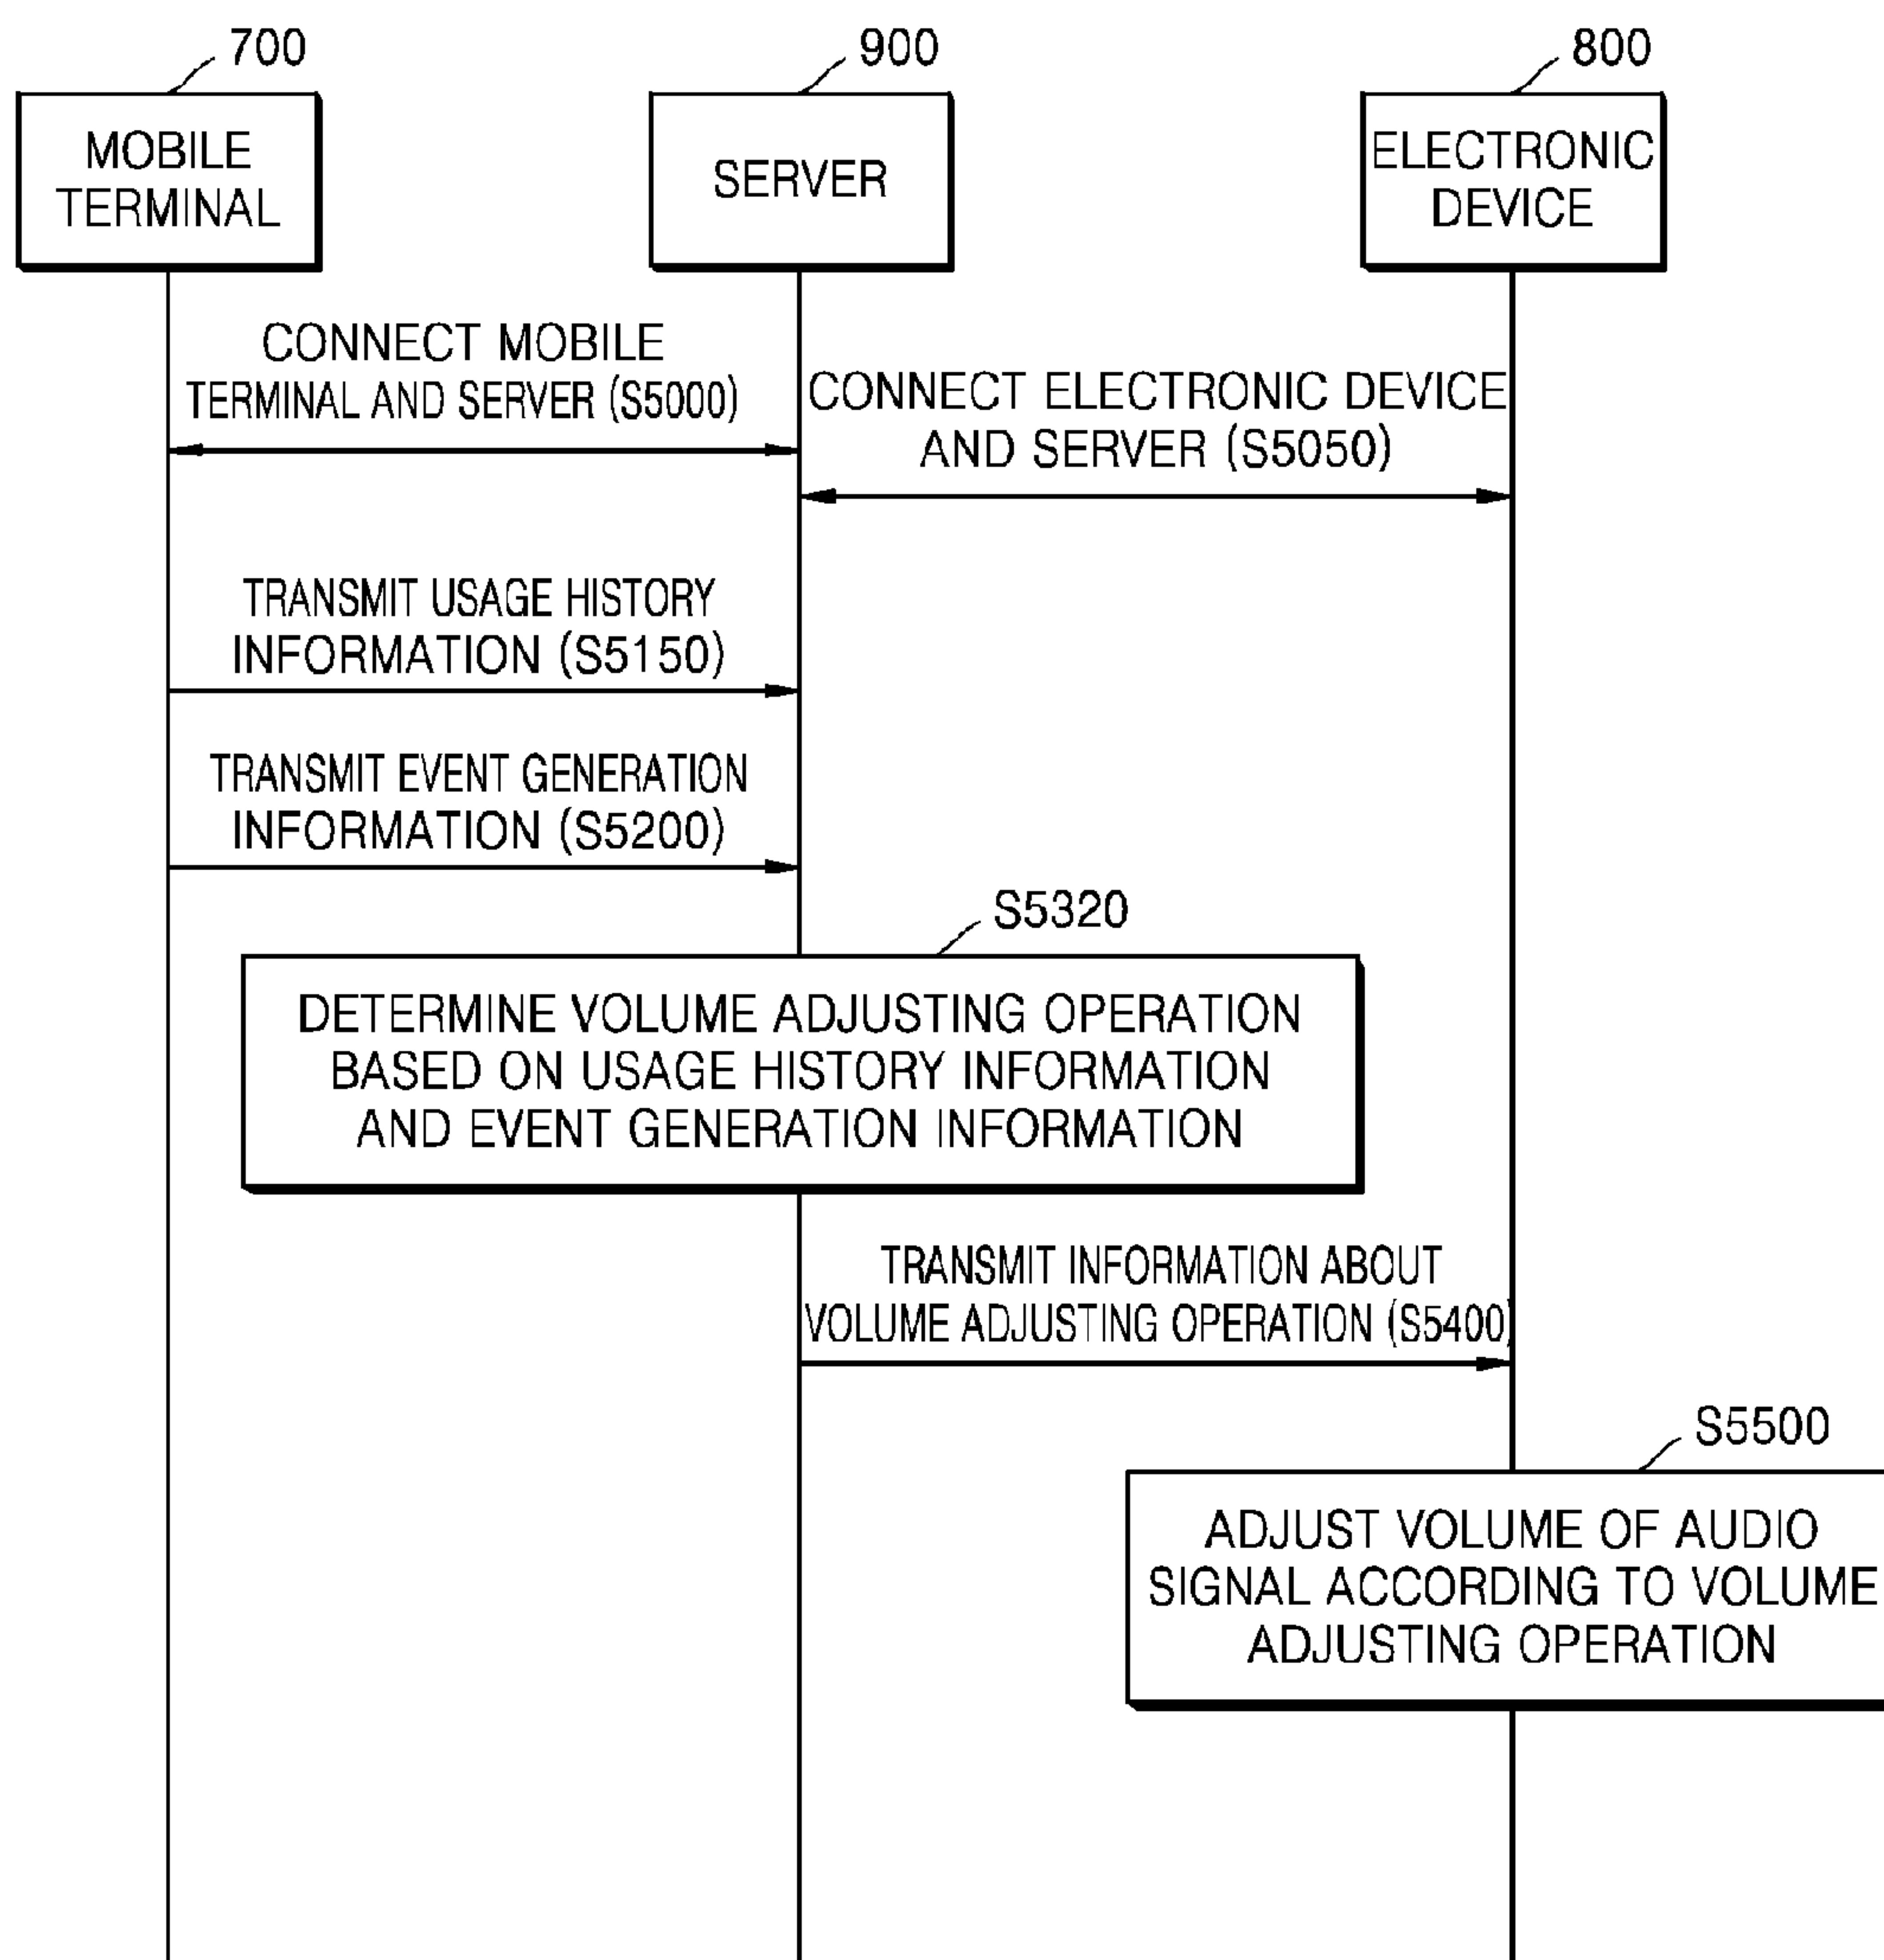 700
900
800
MOBILE
TERMINAL
SERVER
ELECTRONIC
DEVICE
CONNECT MOBILE
TERMINAL AND SERVER (S5000)
CONNECT ELECTRONIC DEVICE
AND SERVER (S5050)
TRANSMIT USAGE HISTORY
INFORMATION (S5150)
TRANSMIT EVENT GENERATION
INFORMATION (S5200)
S5320
DETERMINE VOLUME ADJUSTING OPERATION
BASED ON USAGE HISTORY INFORMATION
AND EVENT GENERATION INFORMATION
TRANSMIT INFORMATION ABOUT
VOLUME ADJUSTING OPERATION (S5400)
S5500
ADJUST VOLUME OF AUDIO
SIGNAL ACCORDING TO VOLUME
ADJUSTING OPERATION